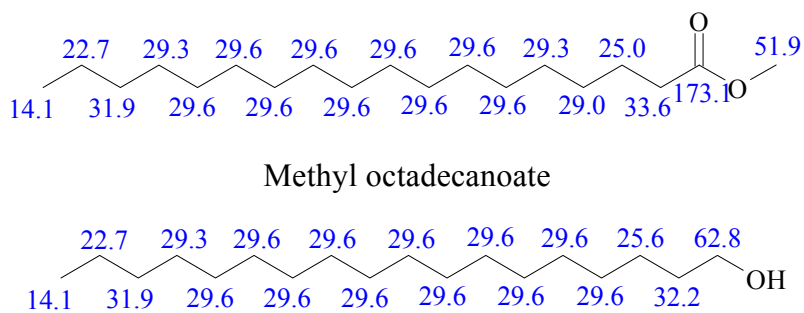 O
22.7 29.3 29.6 29.6 29.6 29.6 29.3 25.0 51.9
14.1 31.9 29.6 29.6 29.6 29.6 29.6 29.0 33.6 173.1 O
Methyl octadecanoate
22.7 29.3 29.6 29.6 29.6 29.6 29.6 25.6 62.8
OH
14.1 31.9 29.6 29.6 29.6 29.6 29.6 29.6 32.2